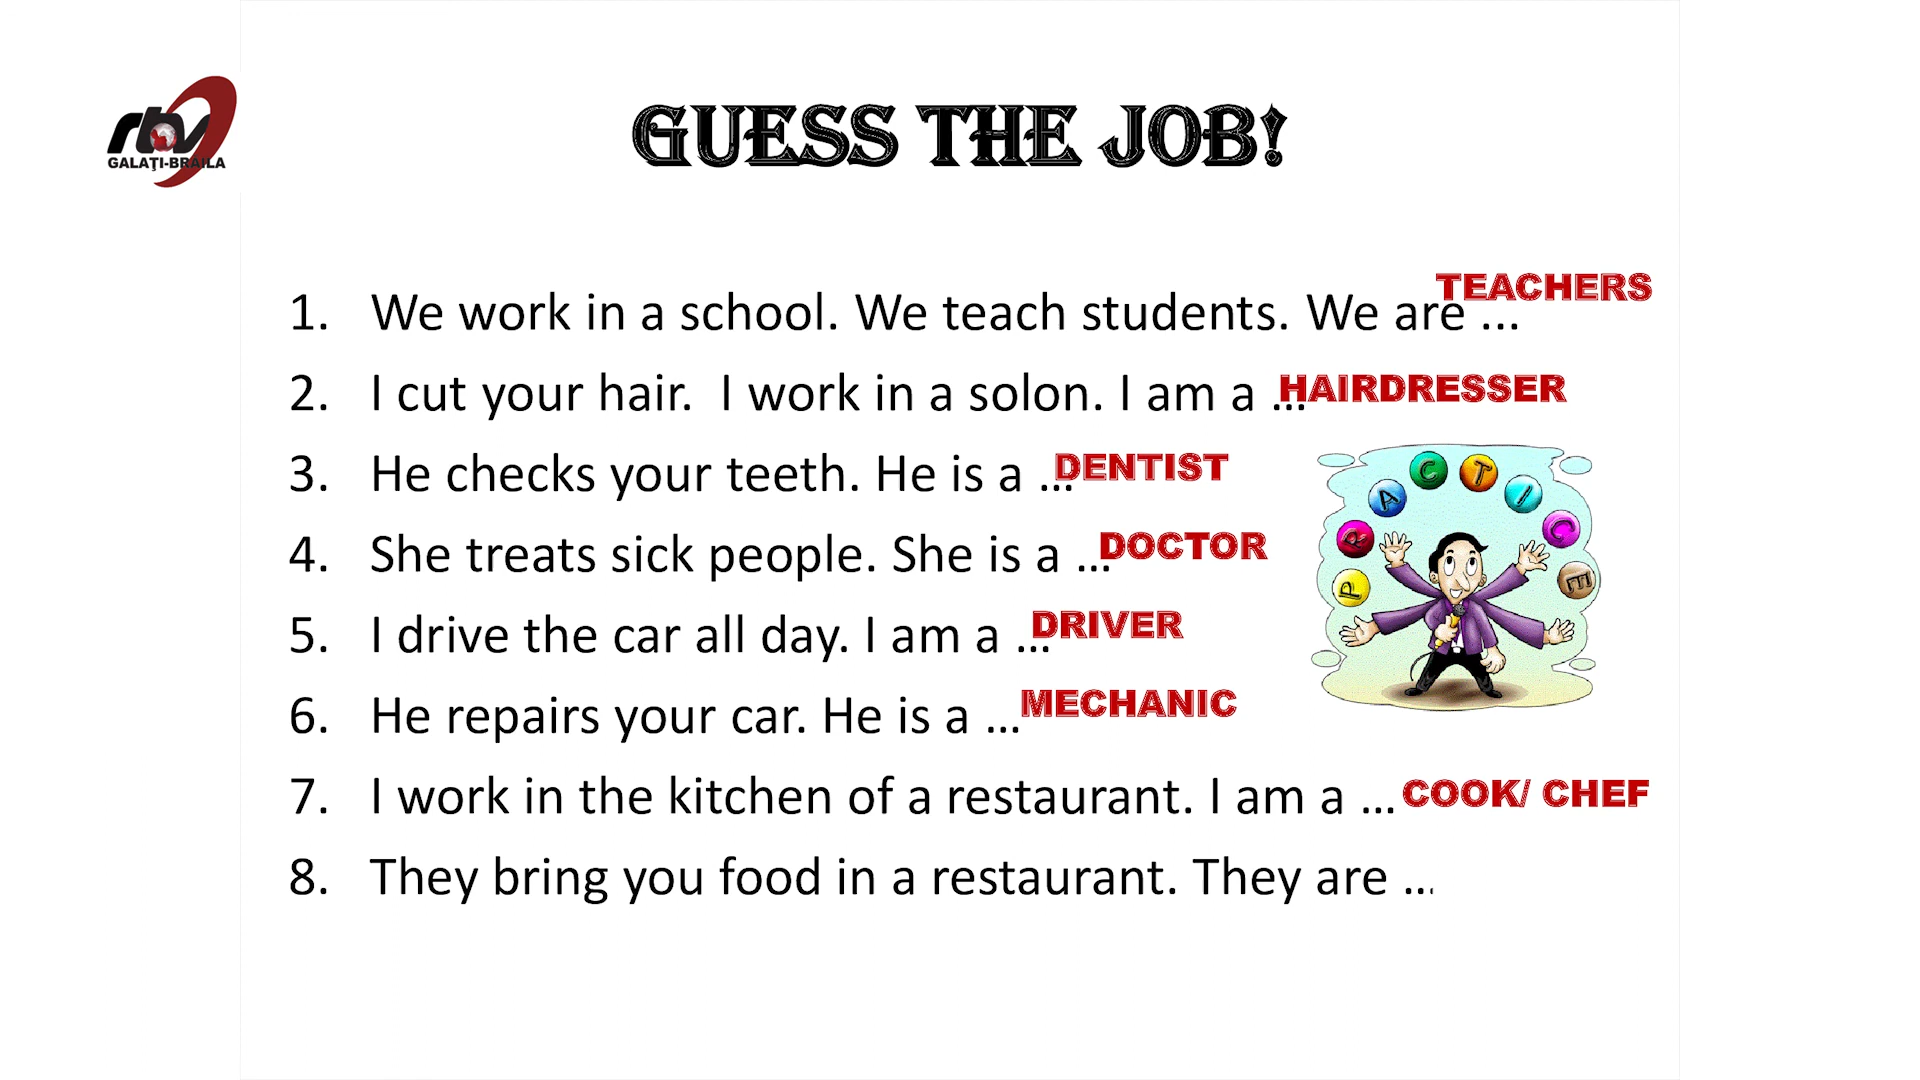 rtv
GALAŢI-BRAILA
GUESS THE JOB!
1. We work in a school. We teach students. We are ... TEACHERS
2. I cut your hair. I work in a solon. I am a ... HAIRDRESSER
3. He checks your teeth. He is a ... DENTIST
4. She treats sick people. She is a ... DOCTOR
5. I drive the car all day. I am a ... DRIVER
6. He repairs your car. He is a ... MECHANIC
7. I work in the kitchen of a restaurant. I am a ... COOK/ CHEF
8. They bring you food in a restaurant. They are ...
PRACTICE